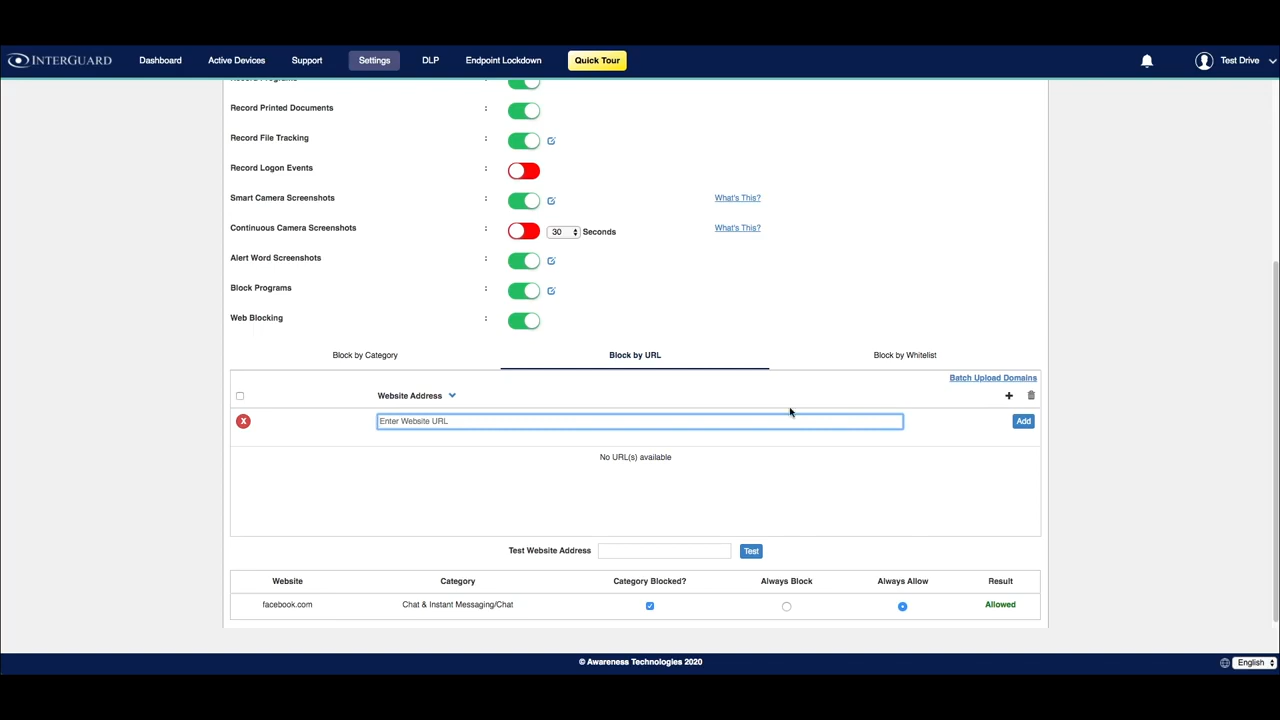 INTERGUARD Dashboard Active Devices Support Settings DLP Endpoint Lockdown Quick Tour Test Drive
Record Programs
Record Printed Documents :
Record File Tracking :
Record Logon Events :
Smart Camera Screenshots : What's This?
Continuous Camera Screenshots : 30 Seconds What's This?
Alert Word Screenshots :
Block Programs :
Web Blocking :
Block by Category Block by URL Block by Whitelist
Batch Upload Domains
Website Address
X Enter Website URL Add
No URL(s) available
Test Website Address Test
Website Category Category Blocked? Always Block Always Allow Result
facebook.com Chat & Instant Messaging/Chat Allowed
© Awareness Technologies 2020 English